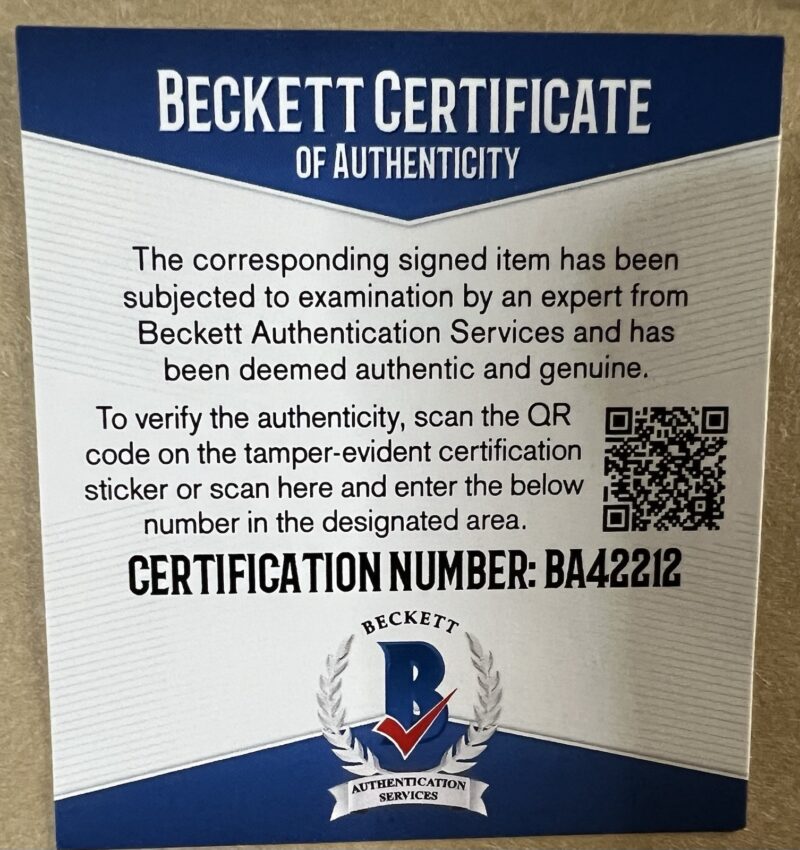 BECKETT CERTIFICATE
OF AUTHENTICITY
The corresponding signed item has been
subjected to examination by an expert from
Beckett Authentication Services and has
been deemed authentic and genuine.
To verify the authenticity, scan the QR
code on the tamper-evident certification
sticker or scan here and enter the below
number in the designated area.
CERTIFICATION NUMBER: BA42212
BECKETT
B
AUTHENTICATION
SERVICES